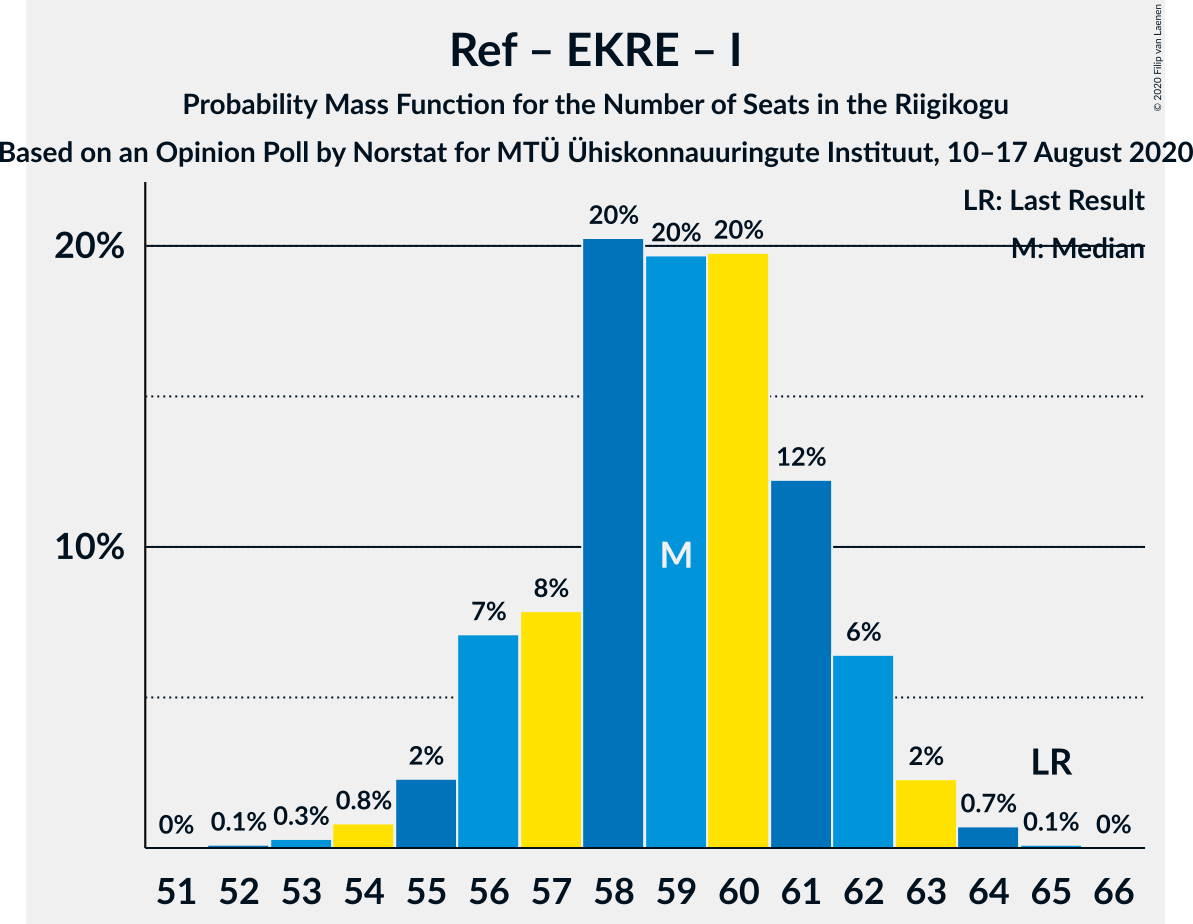 Ref – EKRE – I
Probability Mass Function for the Number of Seats in the Riigikogu
Based on an Opinion Poll by Norstat for MTÜ Ühiskonnauuringute Instituut, 10–17 August 2020
© 2020 Filip van Laenen
LR: Last Result
M: Median
20%
10%
0% 0.1% 0.3% 0.8% 2% 7% 8% 20% 20% 20% 12% 6% 2% 0.7% 0.1% 0%
M
LR
51 52 53 54 55 56 57 58 59 60 61 62 63 64 65 66